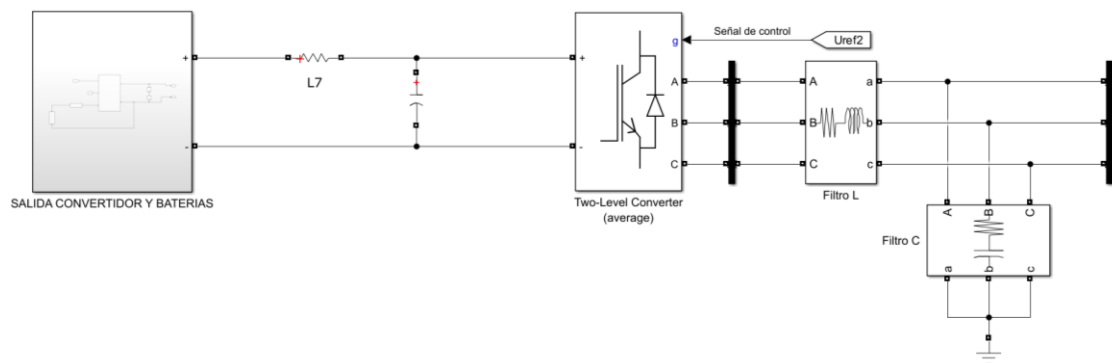 Señal de control
Uref2
g
+
+
+
+
+
L7
A
B
C
A
B
C
a
b
c
-
-
SALIDA CONVERTIDOR Y BATERIAS
Two-Level Converter
(average)
Filtro L
A
B
C
Filtro C
a
b
c